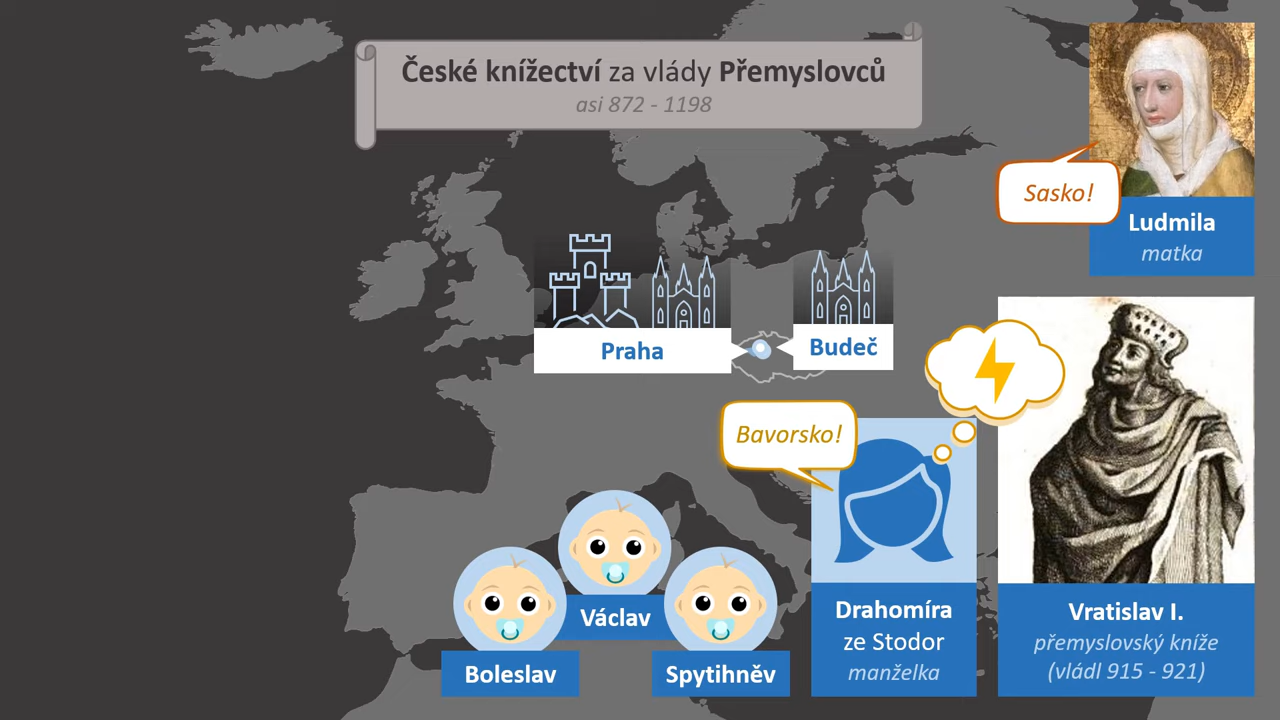 České knížectví za vlády Přemyslovců
asi 872 - 1198
Sasko!
Ludmila
matka
Praha
Budeč
Bavorsko!
Drahomíra
ze Stodor
manželka
Vratislav I.
přemyslovský kníže
(vládl 915 - 921)
Václav
Boleslav
Spytihněv